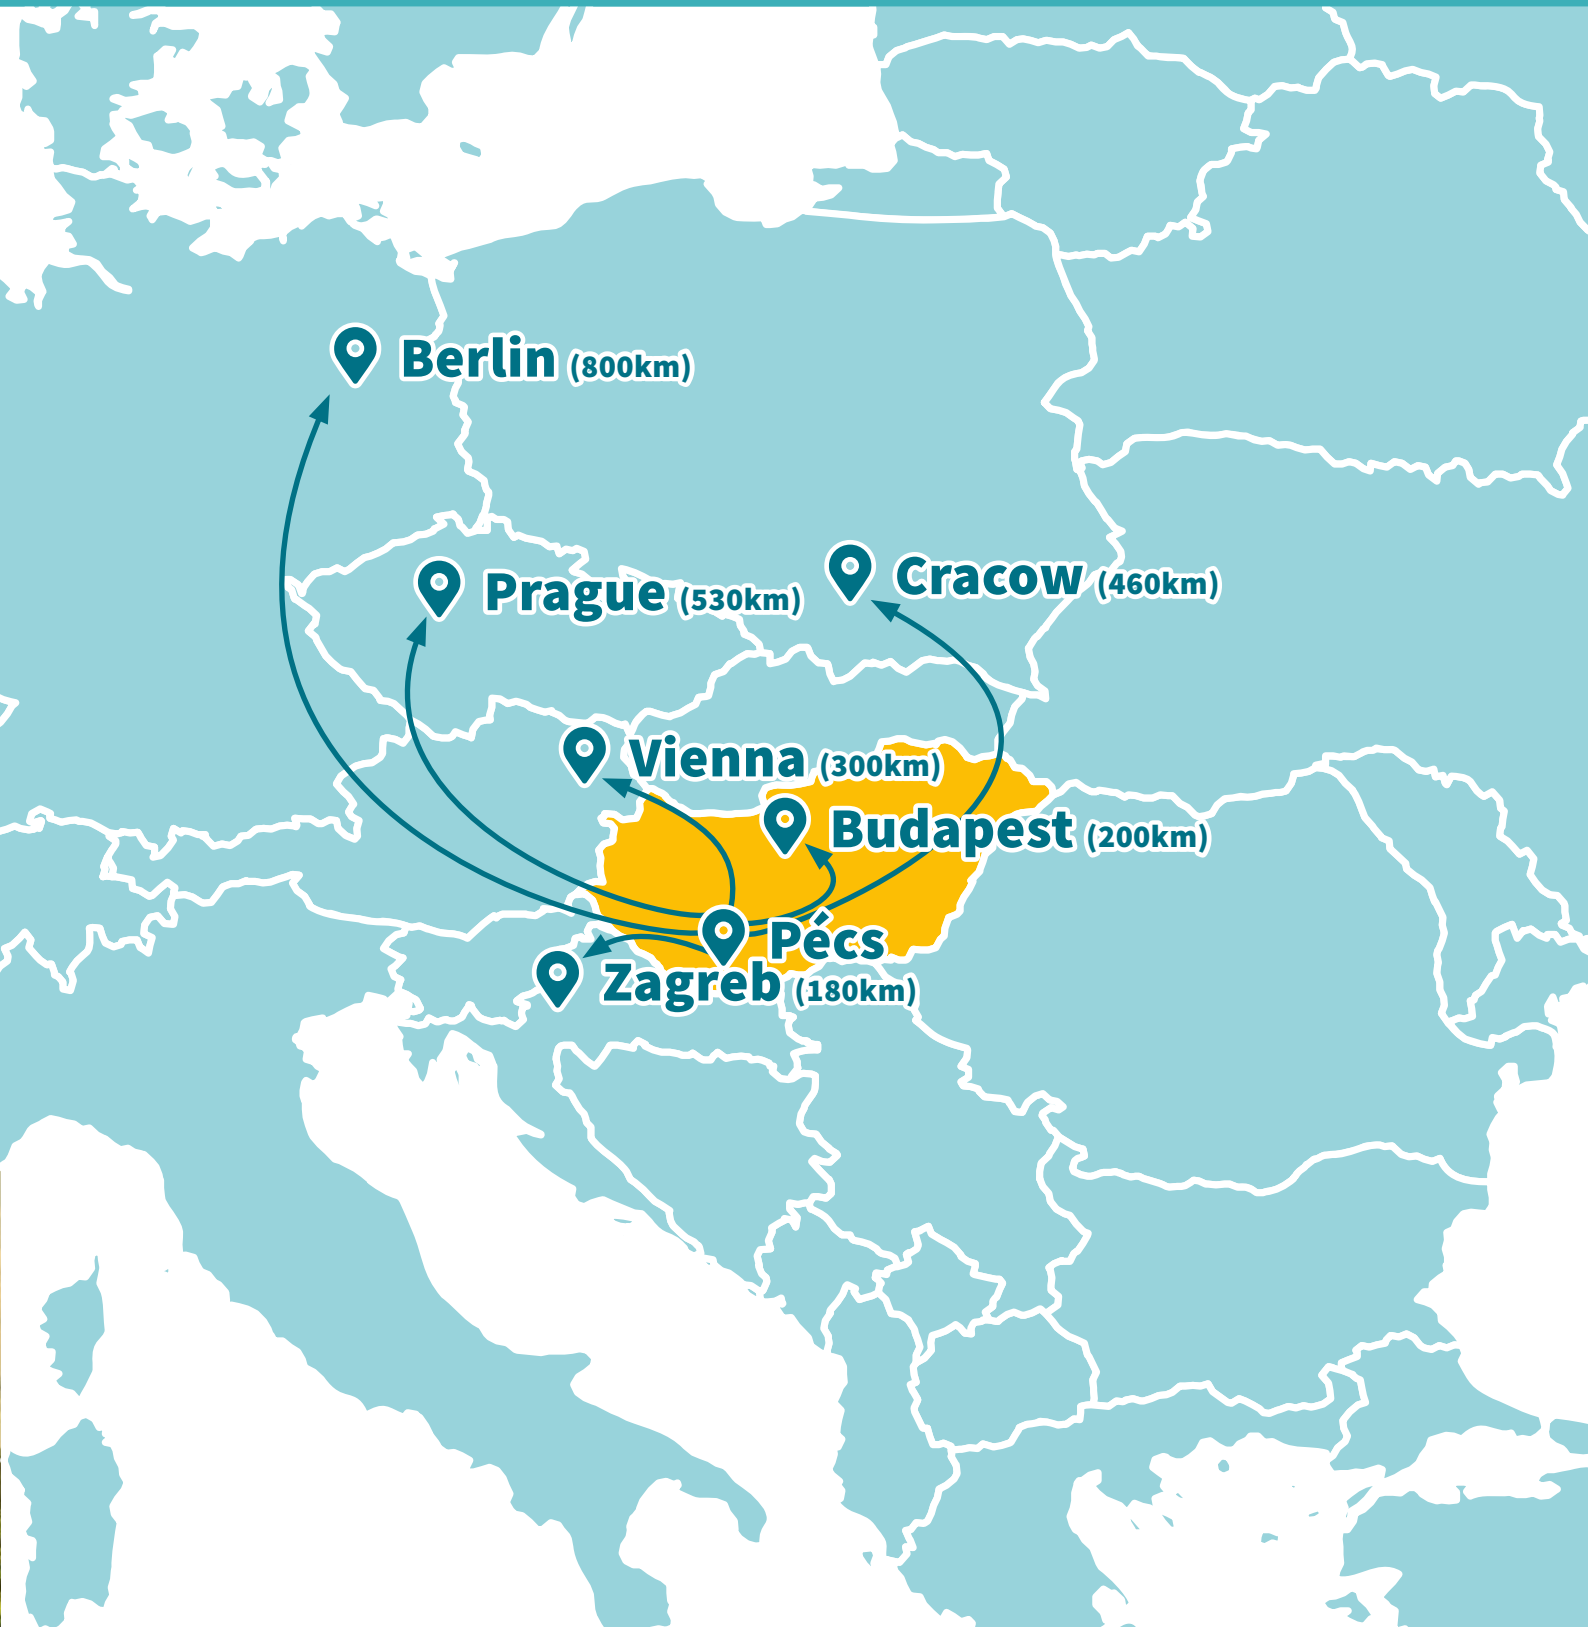 Berlin (800km)
Cracow (460km)
Prague (530km)
Vienna (300km)
Budapest (200km)
Pécs
Zagreb (180km)